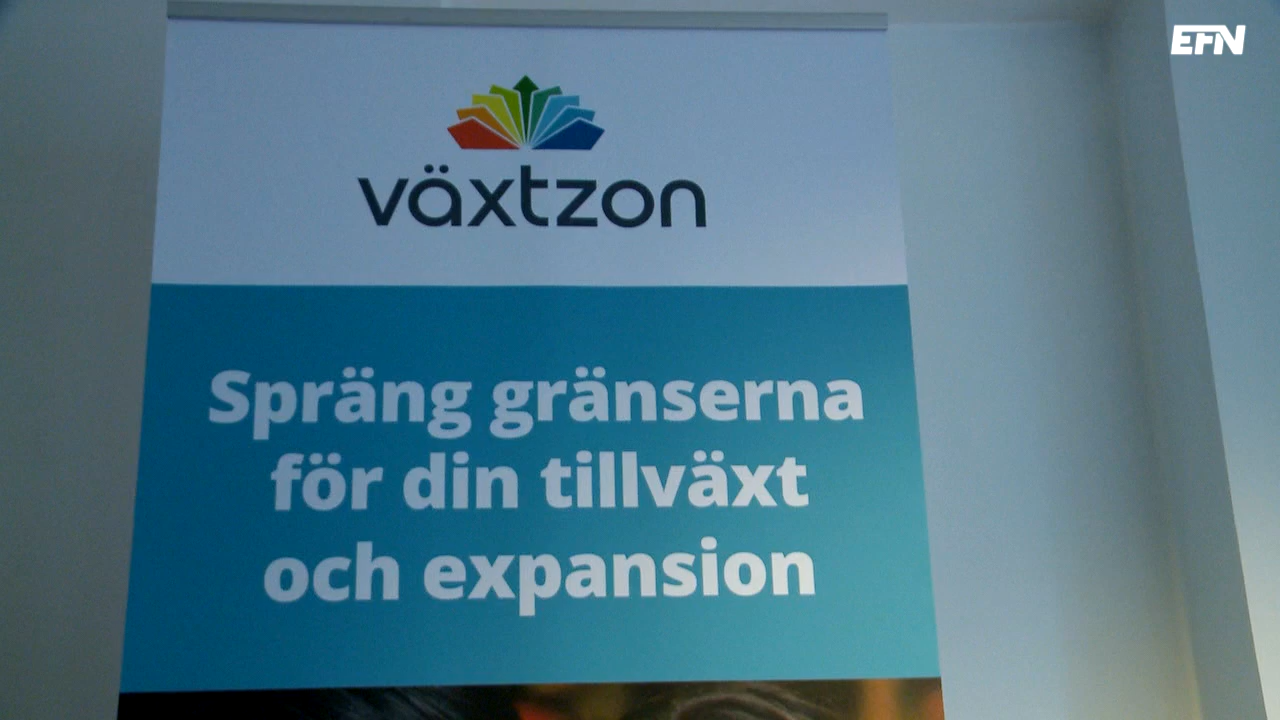 EFN
växtzon
Spräng gränserna
för din tillväxt
och expansion